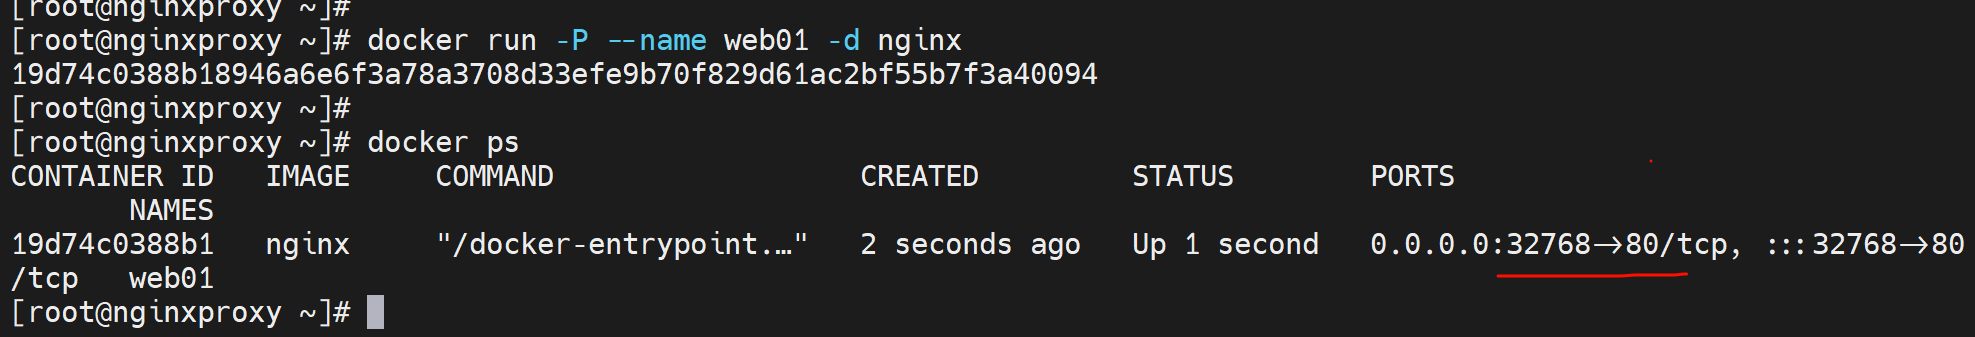 [root@nginxproxy ~]#
[root@nginxproxy ~]# docker run -P --name web01 -d nginx
19d74c0388b18946a6e6f3a78a3708d33efe9b70f829d61ac2bf55b7f3a40094
[root@nginxproxy ~]#
[root@nginxproxy ~]# docker ps
CONTAINER ID   IMAGE     COMMAND                  CREATED         STATUS        PORTS
       NAMES
19d74c0388b1   nginx     "/docker-entrypoint.…"   2 seconds ago   Up 1 second   0.0.0.0:32768->80/tcp, :::32768->80
/tcp   web01
[root@nginxproxy ~]#